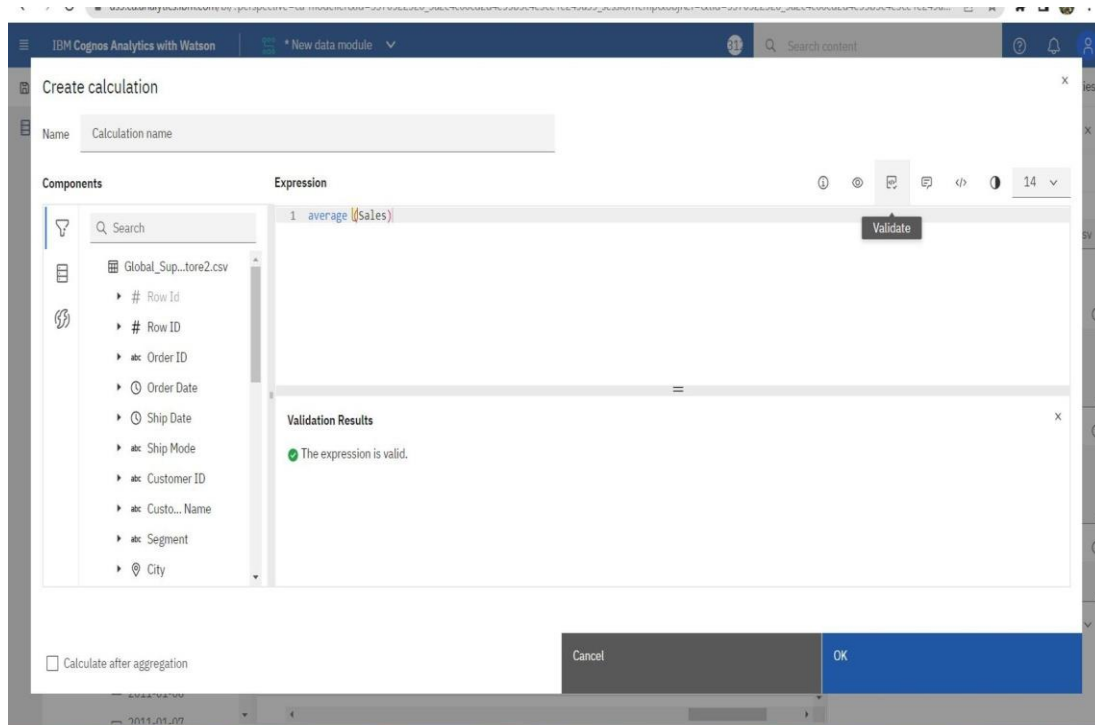 IBM Cognos Analytics with Watson
* New data module
31
Search content
Create calculation
Name
Calculation name
Components
Expression
14
1 average (Sales)
Validate
Search
Global_Sup...tore2.csv
# Row Id
# Row ID
abc Order ID
Order Date
Ship Date
abc Ship Mode
abc Customer ID
abc Custo... Name
abc Segment
City
Validation Results
The expression is valid.
Calculate after aggregation
Cancel
OK
2011-01-07